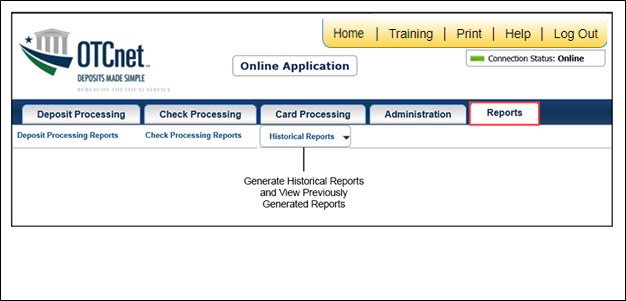 Home | Training | Print | Help | Log Out
OTCnet™
DEPOSITS MADE SIMPLE
BUREAU OF THE FISCAL SERVICE
Online Application
Connection Status: Online
Deposit Processing
Check Processing
Card Processing
Administration
Reports
Deposit Processing Reports
Check Processing Reports
Historical Reports
Generate Historical Reports
and View Previously
Generated Reports